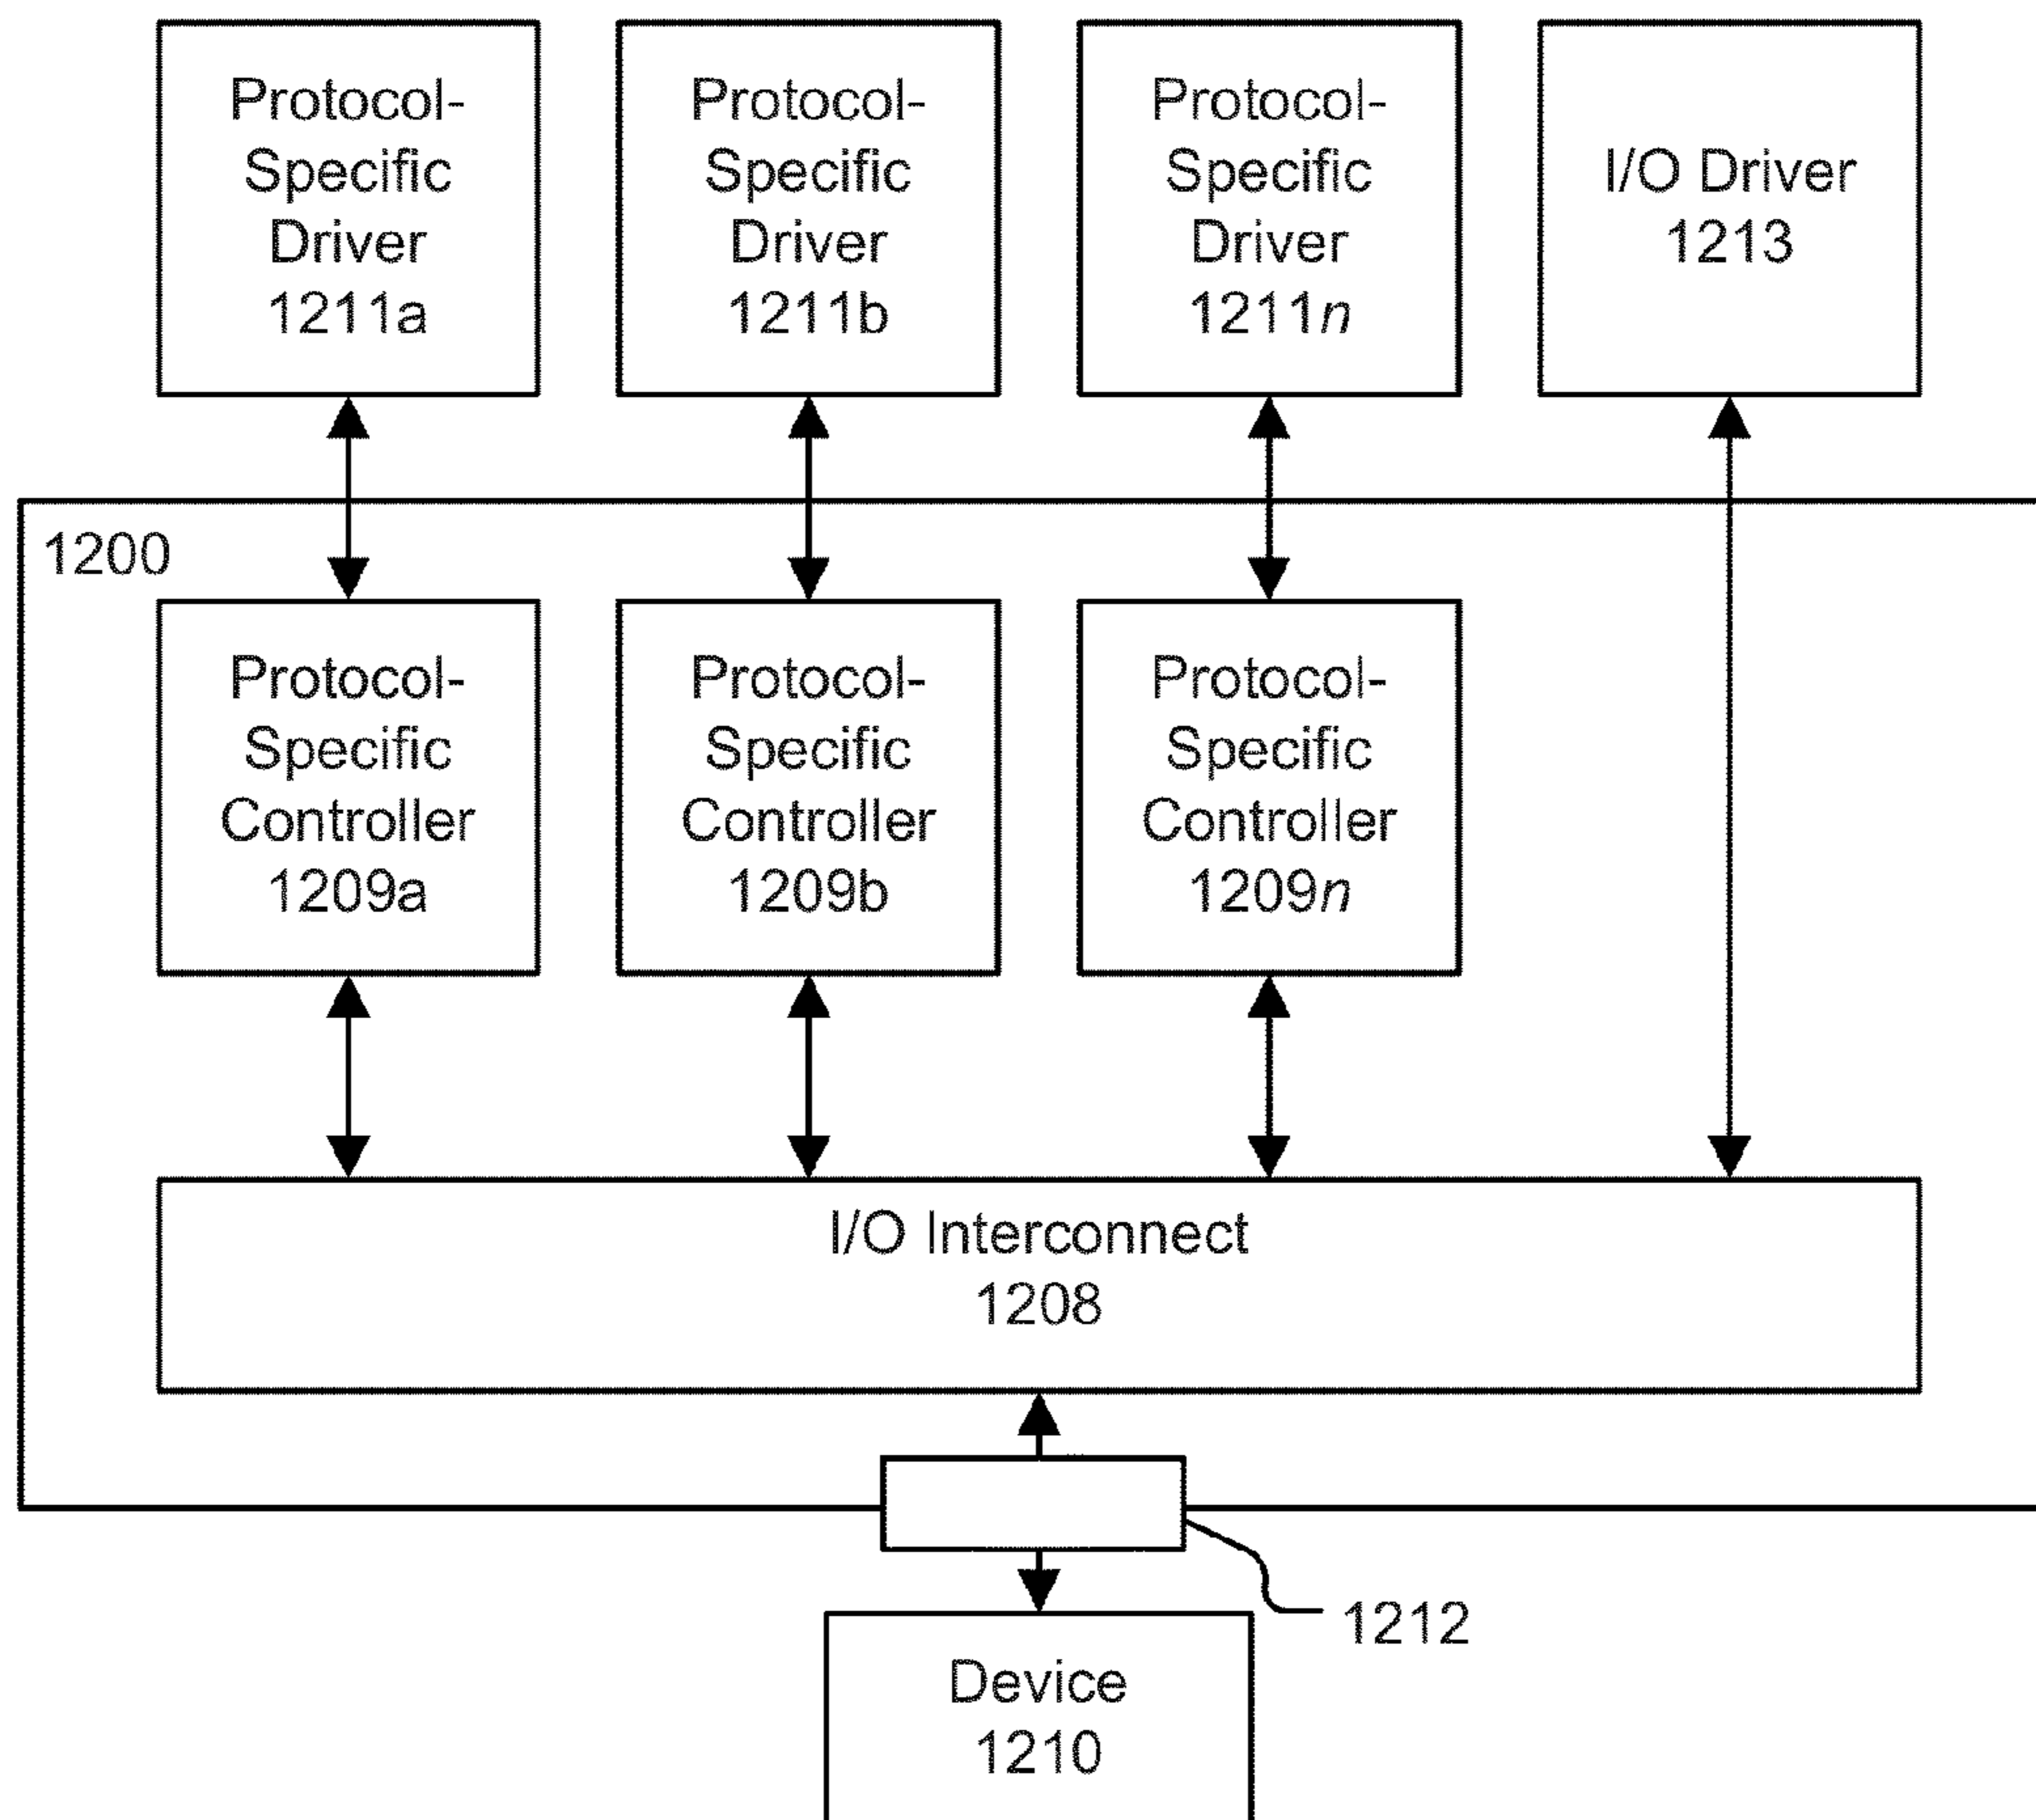 Protocol-
Specific
Driver
1211a
Protocol-
Specific
Driver
1211b
Protocol-
Specific
Driver
1211n
I/O Driver
1213
1200
Protocol-
Specific
Controller
1209a
Protocol-
Specific
Controller
1209b
Protocol-
Specific
Controller
1209n
I/O Interconnect
1208
1212
Device
1210